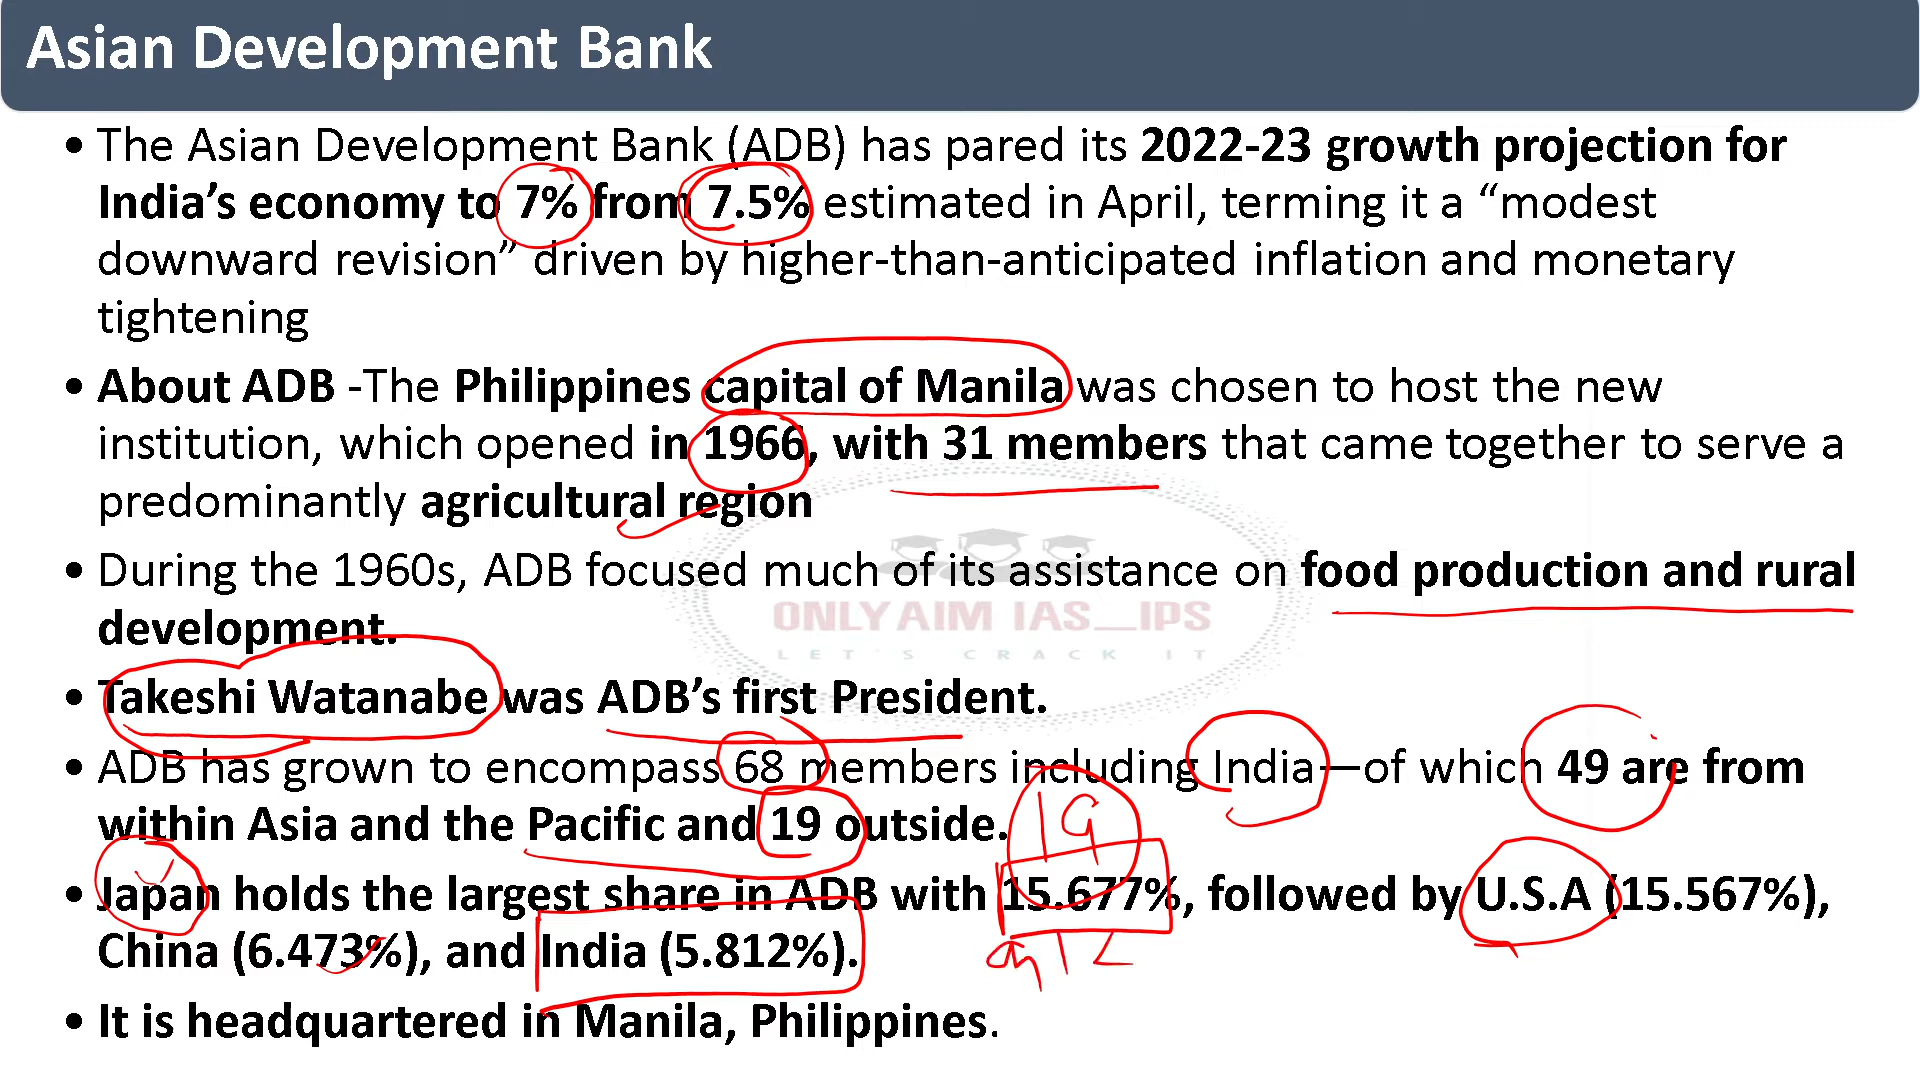 Asian Development Bank
• The Asian Development Bank (ADB) has pared its 2022-23 growth projection for
India’s economy to 7% from 7.5% estimated in April, terming it a “modest
downward revision” driven by higher-than-anticipated inflation and monetary
tightening
• About ADB -The Philippines capital of Manila was chosen to host the new
institution, which opened in 1966, with 31 members that came together to serve a
predominantly agricultural region
• During the 1960s, ADB focused much of its assistance on food production and rural
development.
ONLYAIM IAS_IPS
LET'S CRACK IT
• Takeshi Watanabe was ADB’s first President.
• ADB has grown to encompass 68 members including India—of which 49 are from
within Asia and the Pacific and 19 outside.
19
• Japan holds the largest share in ADB with 15.677%, followed by U.S.A (15.567%),
China (6.473%), and India (5.812%).
• It is headquartered in Manila, Philippines.